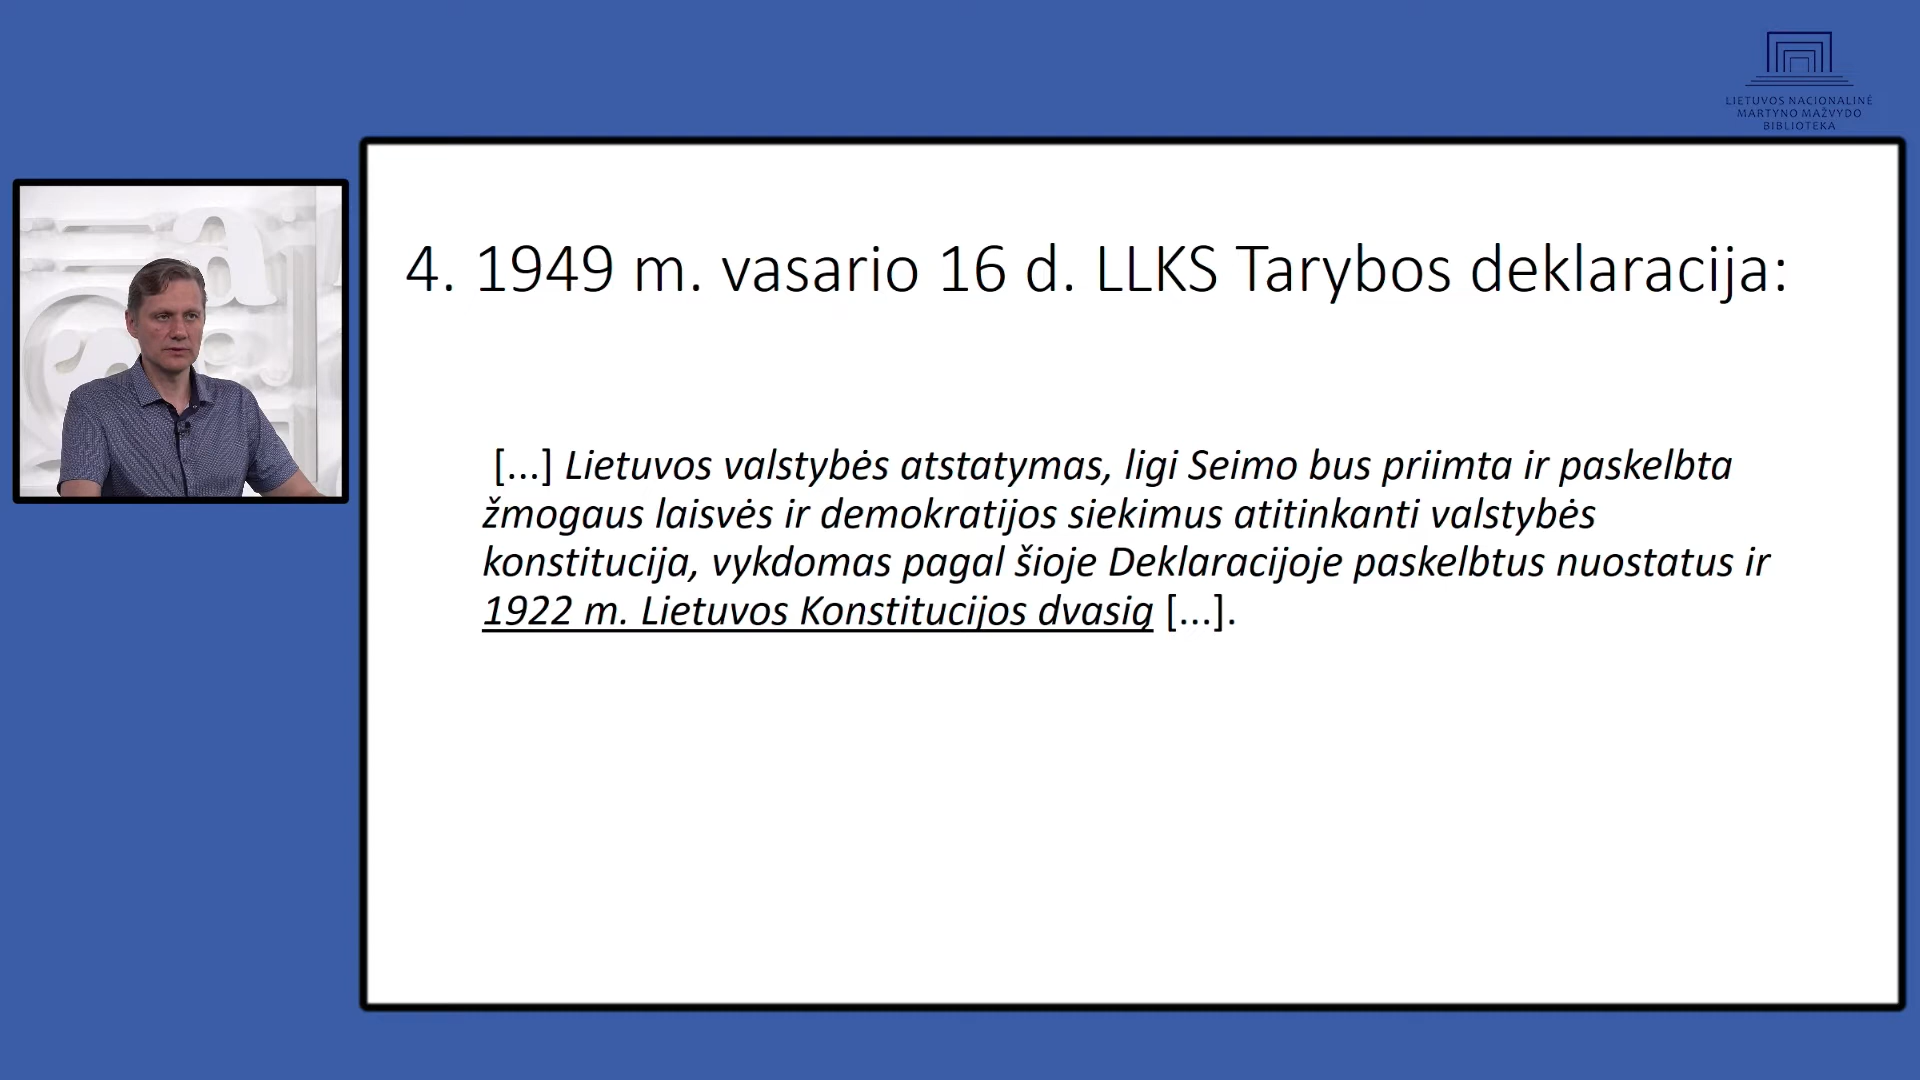 LIETUVOS NACIONALINĖ
MARTYNO MAŽVYDO
BIBLIOTEKA
4. 1949 m. vasario 16 d. LLKS Tarybos deklaracija:
[...] Lietuvos valstybės atstatymas, ligi Seimo bus priimta ir paskelbta
žmogaus laisvės ir demokratijos siekimus atitinkanti valstybės
konstitucija, vykdomas pagal šioje Deklaracijoje paskelbtus nuostatus ir
1922 m. Lietuvos Konstitucijos dvasią [...].